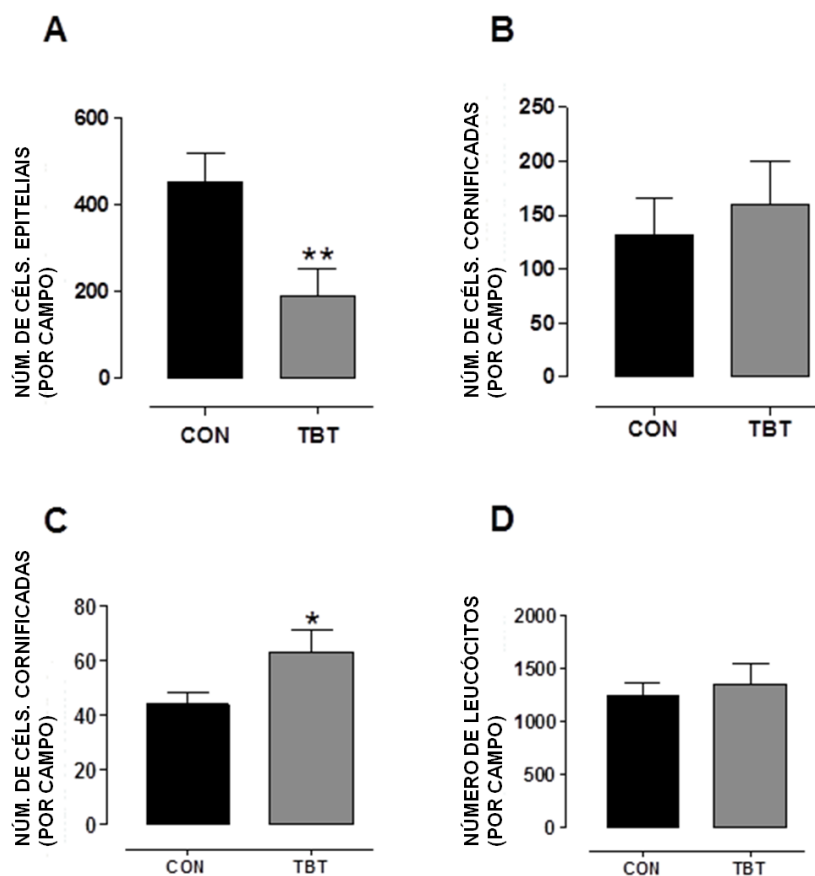 A
NÚM. DE CÉLS. EPITELIAIS
(POR CAMPO)
600
400
200
0
**
CON TBT
B
NÚM. DE CÉLS. CORNIFICADAS
(POR CAMPO)
250
200
150
100
50
0
CON TBT
C
NÚM. DE CÉLS. CORNIFICADAS
(POR CAMPO)
80
60
40
20
0
*
CON TBT
D
NÚMERO DE LEUCÓCITOS
(POR CAMPO)
2000
1500
1000
500
0
CON TBT